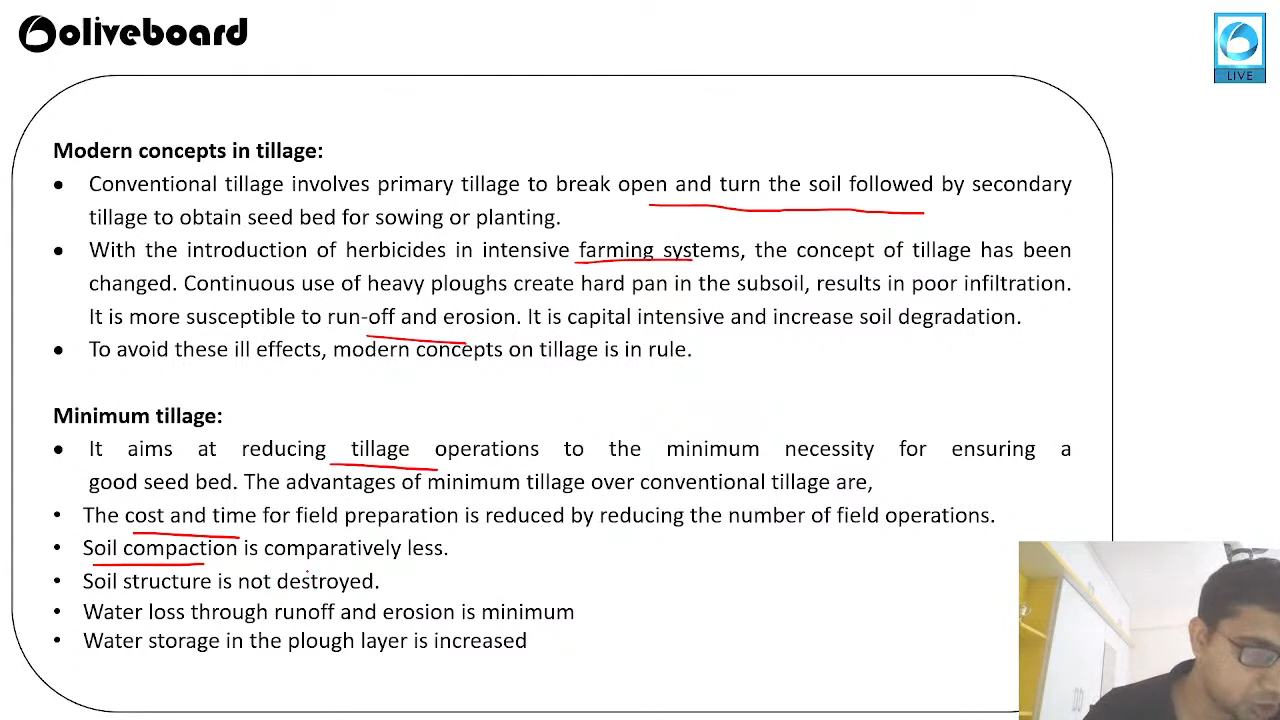 oliveboard
LIVE
Modern concepts in tillage:
• Conventional tillage involves primary tillage to break open and turn the soil followed by secondary
tillage to obtain seed bed for sowing or planting.
• With the introduction of herbicides in intensive farming systems, the concept of tillage has been
changed. Continuous use of heavy ploughs create hard pan in the subsoil, results in poor infiltration.
It is more susceptible to run-off and erosion. It is capital intensive and increase soil degradation.
• To avoid these ill effects, modern concepts on tillage is in rule.
Minimum tillage:
• It aims at reducing tillage operations to the minimum necessity for ensuring a
good seed bed. The advantages of minimum tillage over conventional tillage are,
• The cost and time for field preparation is reduced by reducing the number of field operations.
• Soil compaction is comparatively less.
• Soil structure is not destroyed.
• Water loss through runoff and erosion is minimum
• Water storage in the plough layer is increased